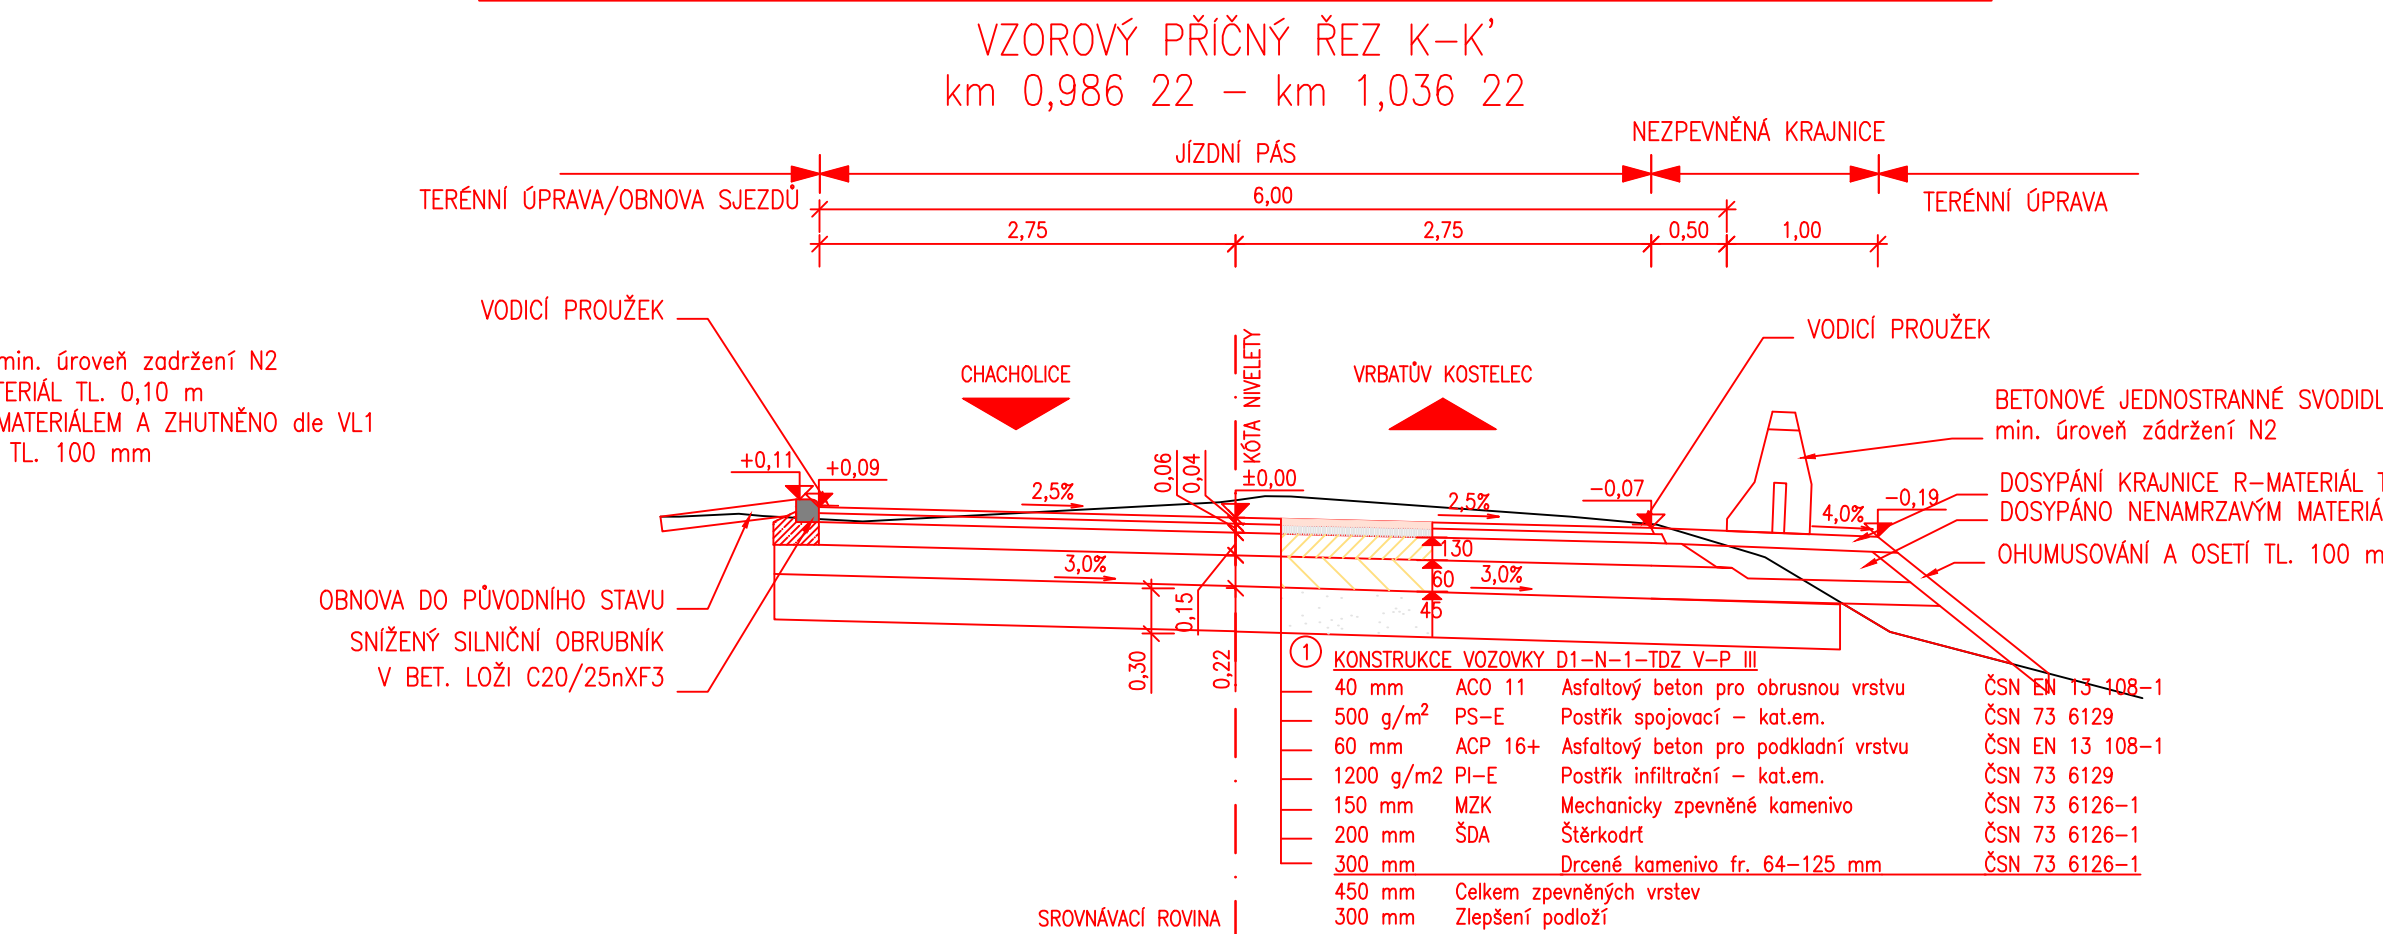 VZOROVÝ PŘÍČNÝ ŘEZ K–K'
km 0,986 22 – km 1,036 22
NEZPEVNĚNÁ KRAJNICE
JÍZDNÍ PÁS
TERÉNNÍ ÚPRAVA/OBNOVA SJEZDŮ
6,00
TERÉNNÍ ÚPRAVA
2,75
2,75
0,50
1,00
VODICÍ PROUŽEK
VODICÍ PROUŽEK
KÓTA NIVELETY
min. úroveň zadržení N2
TERIÁL TL. 0,10 m
MATERIÁLEM A ZHUTNĚNO dle VL1
TL. 100 mm
CHACHOLICE
VRBATŮV KOSTELEC
BETONOVÉ JEDNOSTRANNÉ SVODIDL
min. úroveň zádržení N2
+0,11
+0,09
2,5%
0,06
0,04
±0,00
2,5%
-0,07
4,0%
-0,19
DOSYPÁNÍ KRAJNICE R-MATERIÁL T
DOSYPÁNO NENAMRZAVÝM MATERIÁ
OHUMUSOVÁNÍ A OSETÍ TL. 100 m
3,0%
130
60
3,0%
45
0,15
0,30
0,22
OBNOVA DO PŮVODNÍHO STAVU
SNÍŽENÝ SILNIČNÍ OBRUBNÍK
V BET. LOŽI C20/25nXF3
1 KONSTRUKCE VOZOVKY D1-N-1-TDZ V-P III
40 mm ACO 11 Asfaltový beton pro obrusnou vrstvu ČSN EN 13 108-1
500 g/m² PS-E Postřik spojovací – kat.em. ČSN 73 6129
60 mm ACP 16+ Asfaltový beton pro podkladní vrstvu ČSN EN 13 108-1
1200 g/m2 PI-E Postřik infiltrační – kat.em. ČSN 73 6129
150 mm MZK Mechanicky zpevněné kamenivo ČSN 73 6126-1
200 mm ŠDA Štěrkodrť ČSN 73 6126-1
300 mm Drcené kamenivo fr. 64-125 mm ČSN 73 6126-1
450 mm Celkem zpevněných vrstev
300 mm Zlepšení podloží
SROVNÁVACÍ ROVINA